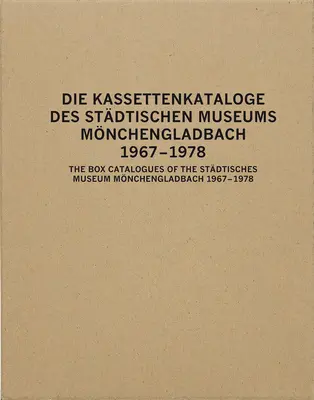 DIE KASSETTENKATALOGE
DES STÄDTISCHEN MUSEUMS
MÖNCHENGLADBACH
1967–1978
THE BOX CATALOGUES OF THE STÄDTISCHES
MUSEUM MÖNCHENGLADBACH 1967–1978